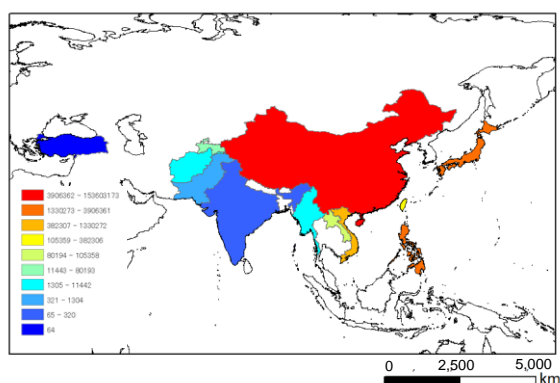 3906362 - 153603173
1330273 - 3906361
382307 - 1330272
105359 - 382306
80194 - 105358
11443 - 80193
1305 - 11442
321 - 1304
65 - 320
64
0 2,500 5,000
km